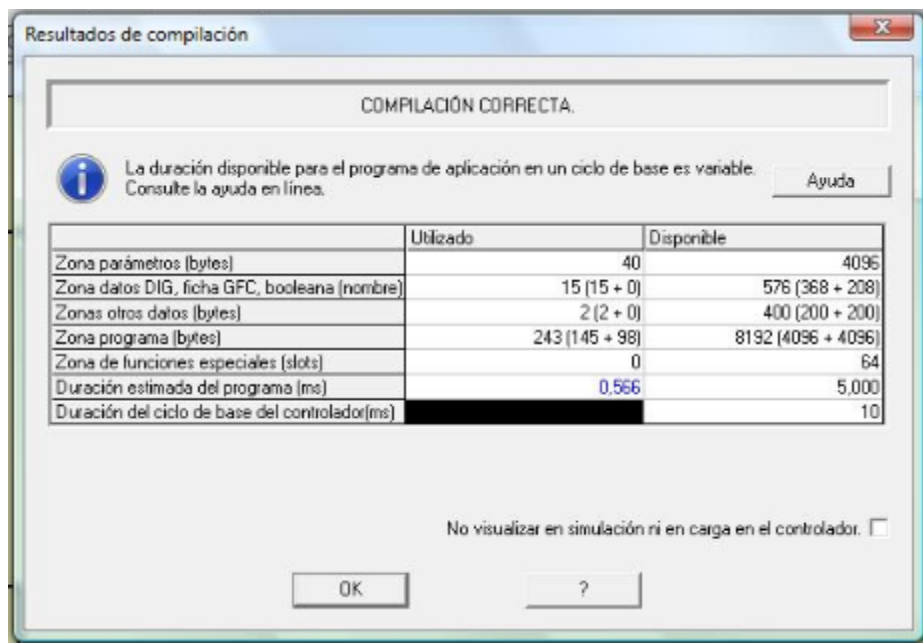 Resultados de compilación
COMPILACIÓN CORRECTA.
La duración disponible para el programa de aplicación en un ciclo de base es variable.
Consulte la ayuda en línea.
Ayuda
Utilizado Disponible
Zona parámetros (bytes) 40 4096
Zona datos DIG, ficha GFC, booleana (nombre) 15 (15 + 0) 576 (368 + 208)
Zonas otros datos (bytes) 2 (2 + 0) 400 (200 + 200)
Zona programa (bytes) 243 (145 + 98) 8192 (4096 + 4096)
Zona de funciones especiales (slots) 0 64
Duración estimada del programa (ms) 0,566 5,000
Duración del ciclo de base del controlador(ms) 10
No visualizar en simulación ni en carga en el controlador.
OK ?